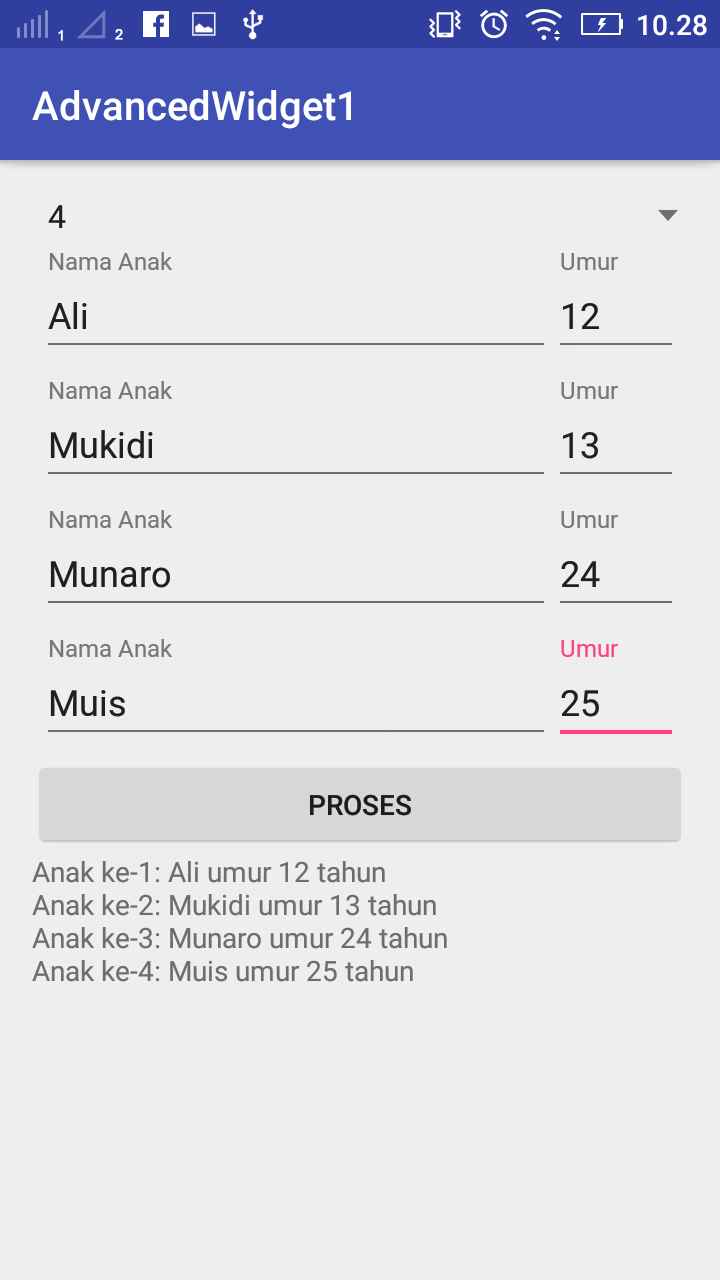 1 2 10.28
AdvancedWidget1
4
Nama Anak Umur
Ali 12
Nama Anak Umur
Mukidi 13
Nama Anak Umur
Munaro 24
Nama Anak Umur
Muis 25
PROSES
Anak ke-1: Ali umur 12 tahun
Anak ke-2: Mukidi umur 13 tahun
Anak ke-3: Munaro umur 24 tahun
Anak ke-4: Muis umur 25 tahun